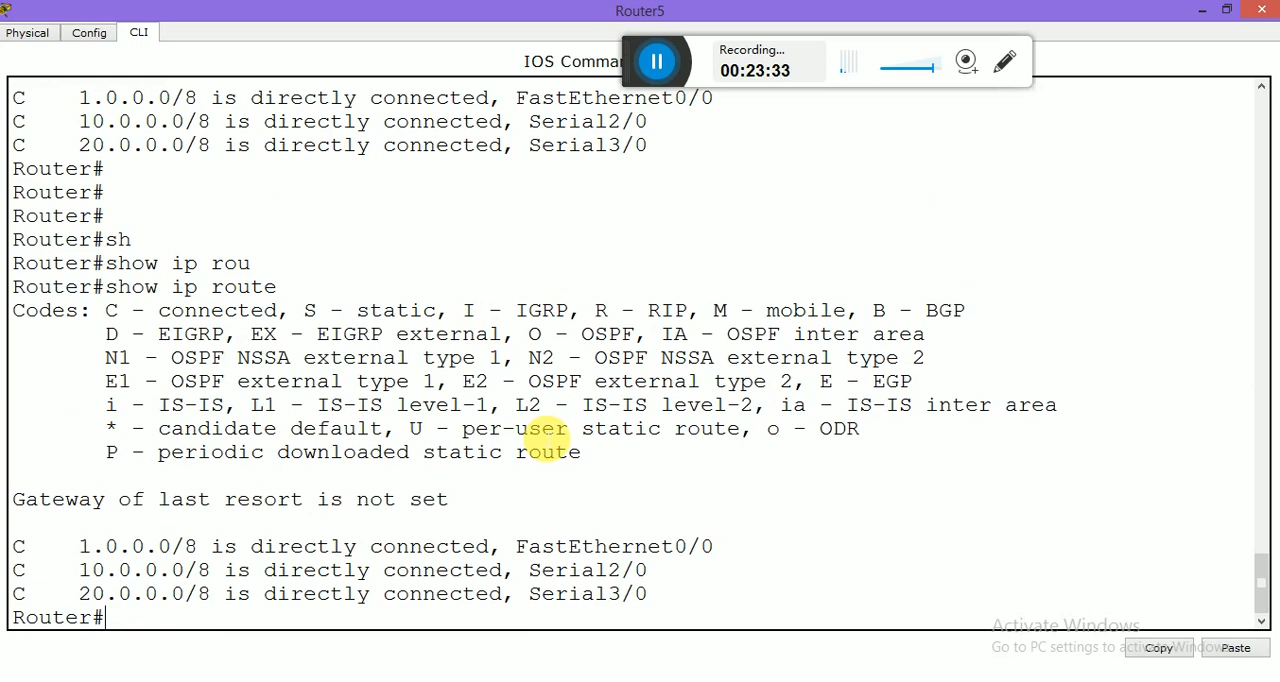 Router5
Physical Config CLI
IOS Comma
Recording...
00:23:33
C 1.0.0.0/8 is directly connected, FastEthernet0/0
C 10.0.0.0/8 is directly connected, Serial2/0
C 20.0.0.0/8 is directly connected, Serial3/0
Router#
Router#
Router#
Router#sh
Router#show ip rou
Router#show ip route
Codes: C - connected, S - static, I - IGRP, R - RIP, M - mobile, B - BGP
D - EIGRP, EX - EIGRP external, O - OSPF, IA - OSPF inter area
N1 - OSPF NSSA external type 1, N2 - OSPF NSSA external type 2
E1 - OSPF external type 1, E2 - OSPF external type 2, E - EGP
i - IS-IS, L1 - IS-IS level-1, L2 - IS-IS level-2, ia - IS-IS inter area
* - candidate default, U - per-user static route, o - ODR
P - periodic downloaded static route
Gateway of last resort is not set
C 1.0.0.0/8 is directly connected, FastEthernet0/0
C 10.0.0.0/8 is directly connected, Serial2/0
C 20.0.0.0/8 is directly connected, Serial3/0
Router#
Activate Windows
Go to PC settings to activate Windows.
Copy Paste